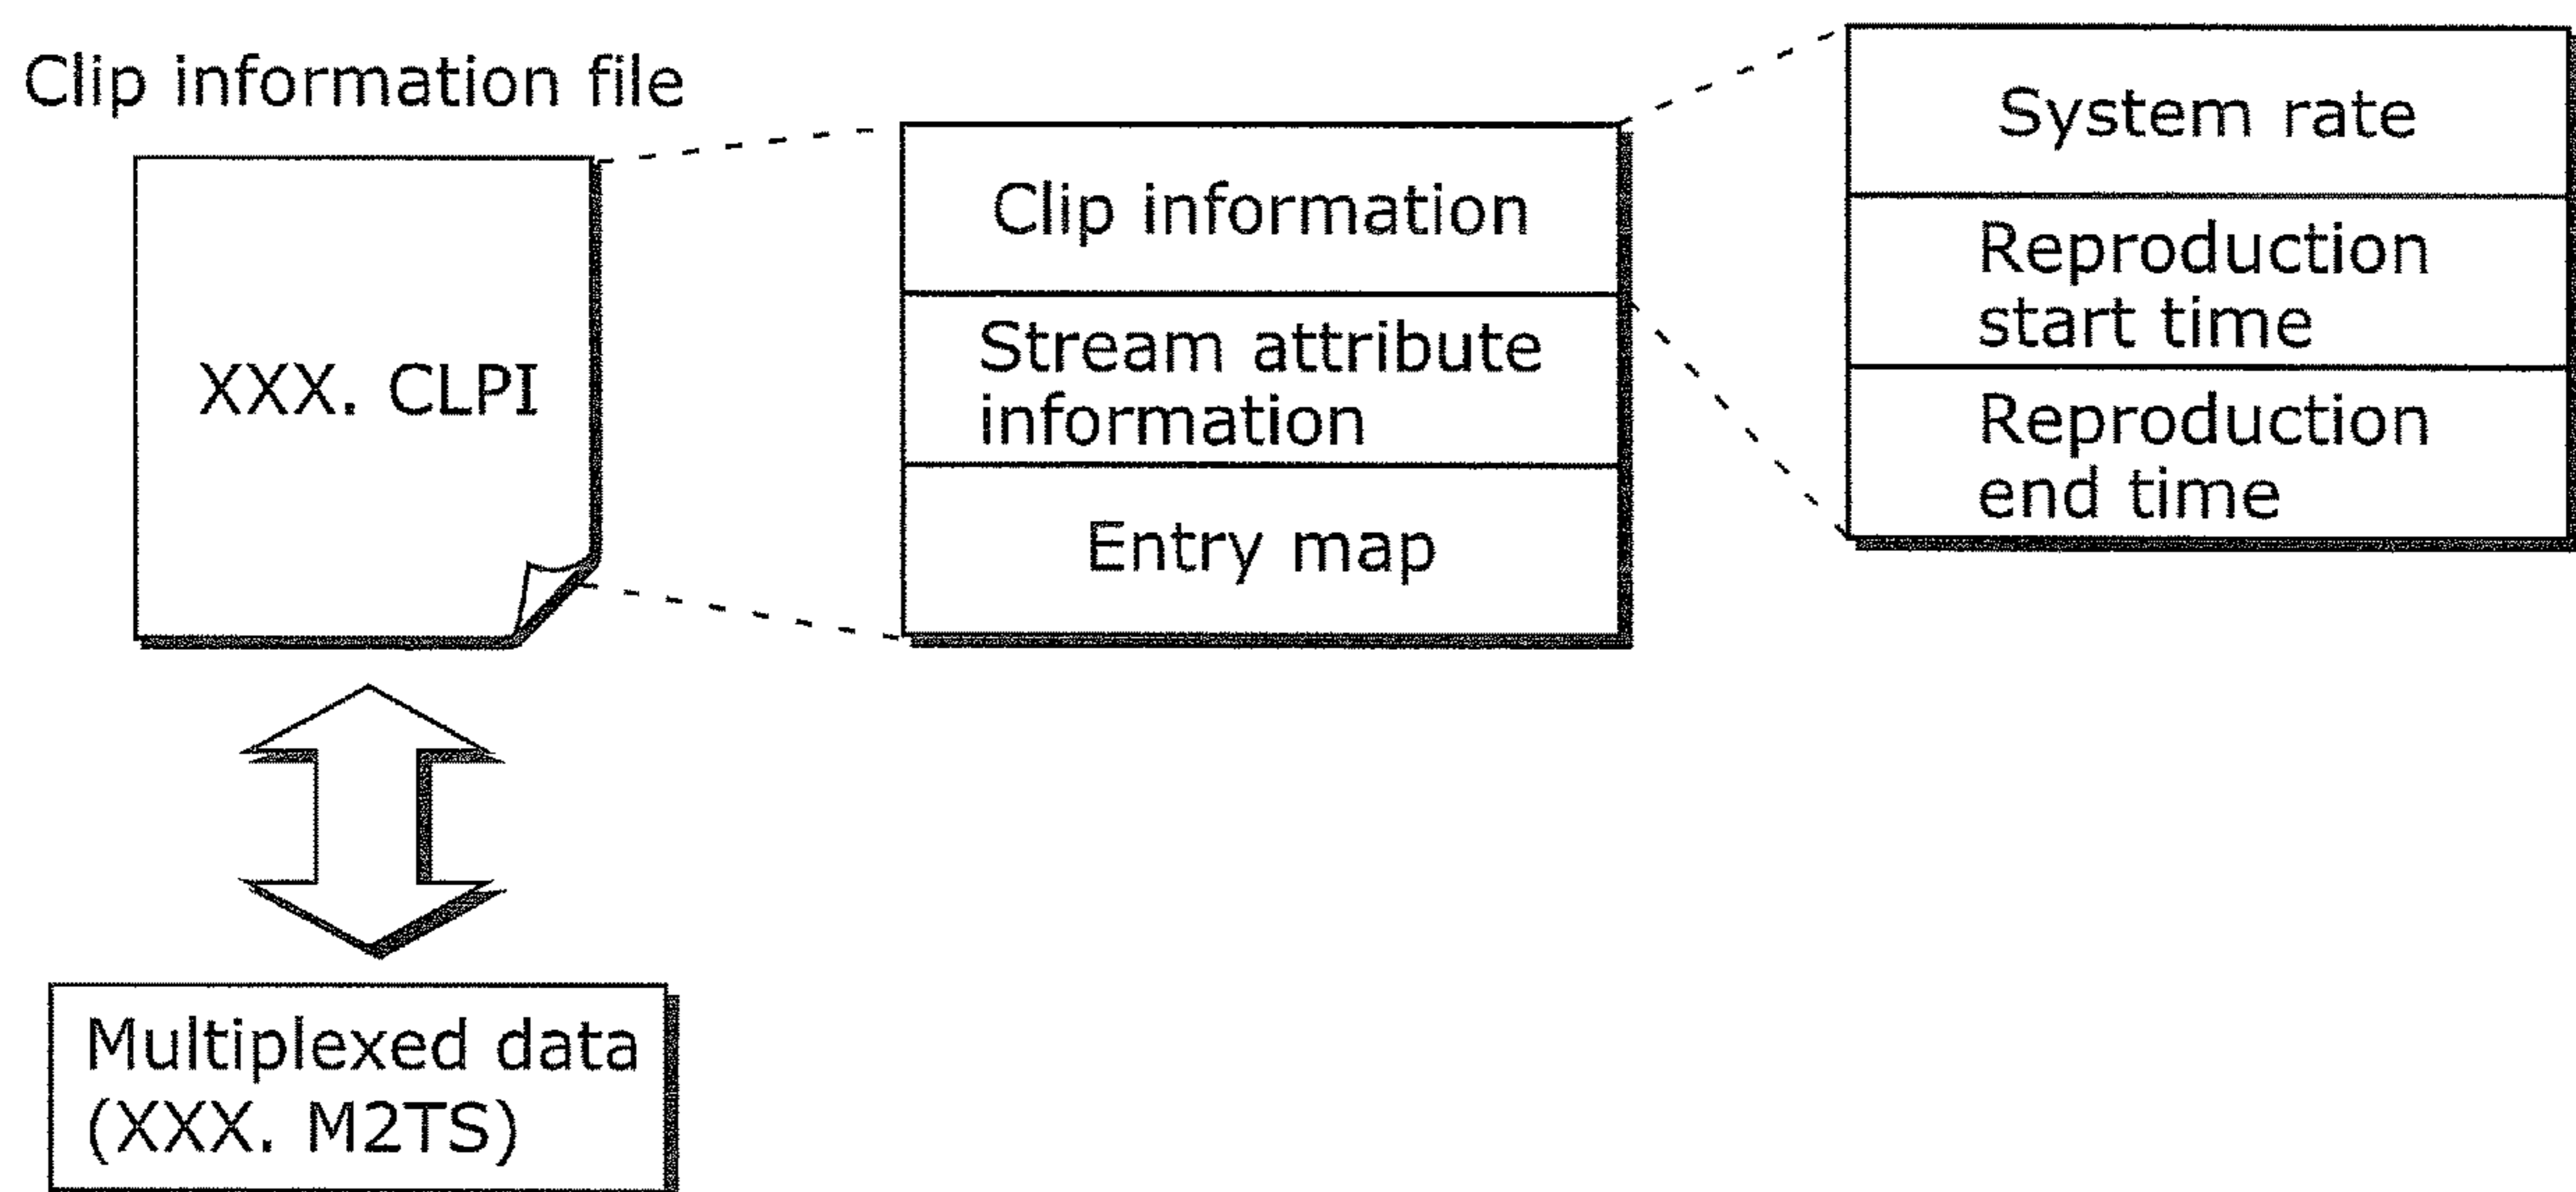 Clip information file
XXX. CLPI
Multiplexed data
(XXX. M2TS)
Clip information
Stream attribute
information
Entry map
System rate
Reproduction
start time
Reproduction
end time